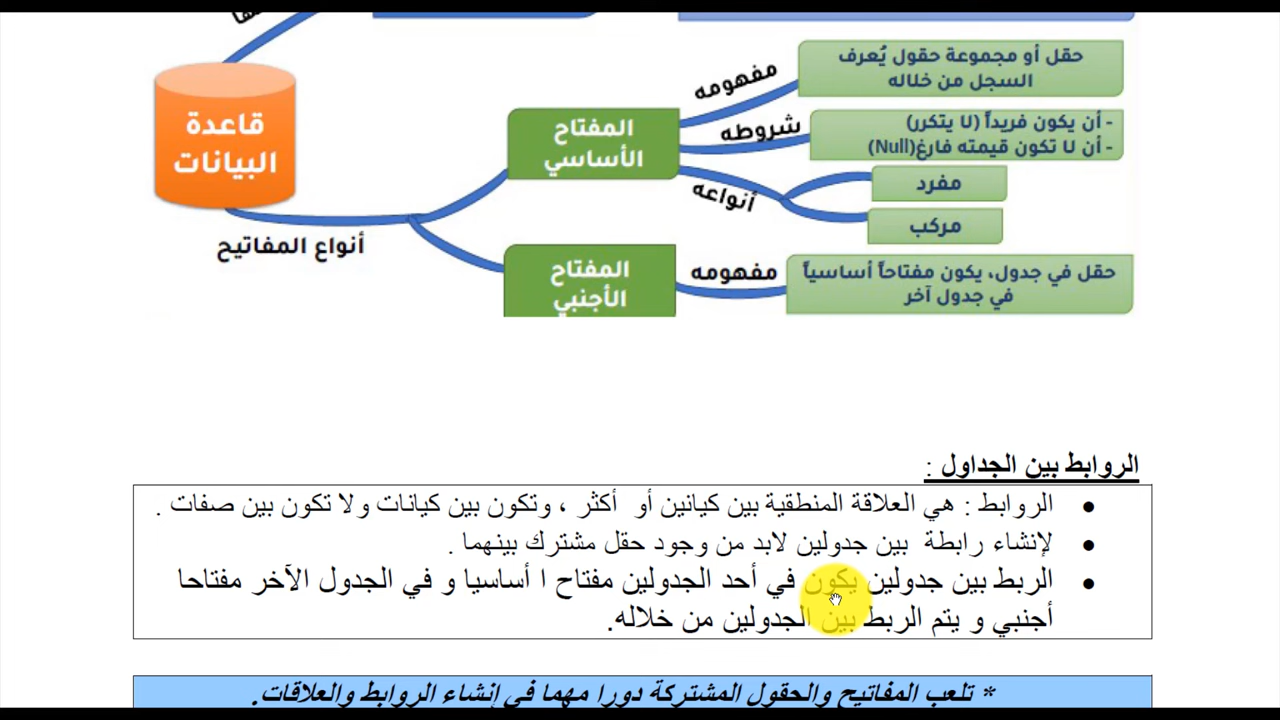 قاعدة
البيانات
أنواع المفاتيح
المفتاح
الأساسي
مفهومه
حقل أو مجموعة حقول يُعرف
السجل من خلاله
شروطه
- أن يكون فريداً (لا يتكرر)
- أن لا تكون قيمته فارغ(Null)
أنواعه
مفرد
مركب
المفتاح
الأجنبي
مفهومه
حقل في جدول، يكون مفتاحاً أساسياً
في جدول آخر
الروابط بين الجداول :
• الروابط : هي العلاقة المنطقية بين كيانين أو أكثر ، وتكون بين كيانات ولا تكون بين صفات .
• لإنشاء رابطة بين جدولين لابد من وجود حقل مشترك بينهما .
• الربط بين جدولين يكون في أحد الجدولين مفتاح ا أساسيا و في الجدول الآخر مفتاحا
أجنبي و يتم الربط بين الجدولين من خلاله.
* تلعب المفاتيح والحقول المشتركة دورا مهما في إنشاء الروابط والعلاقات.